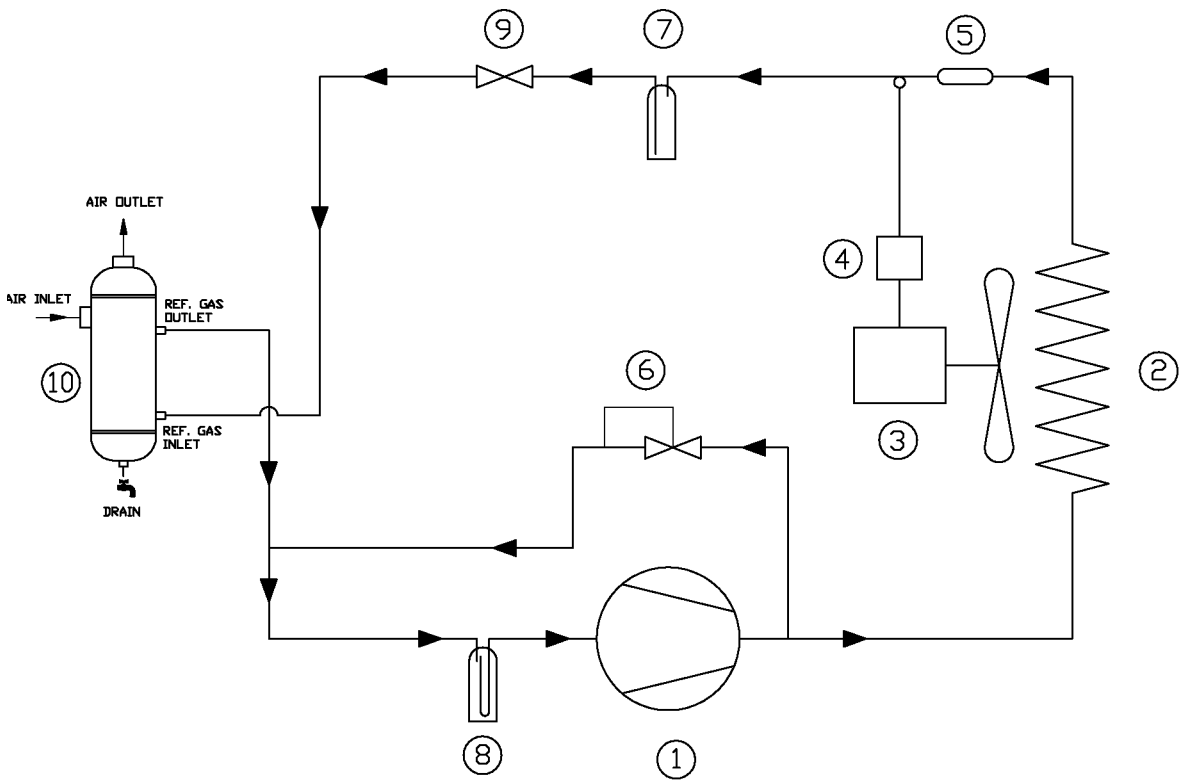 9
7
5
AIR OUTLET
4
AIR INLET
REF. GAS
OUTLET
10
6
2
3
REF. GAS
INLET
DRAIN
8
1